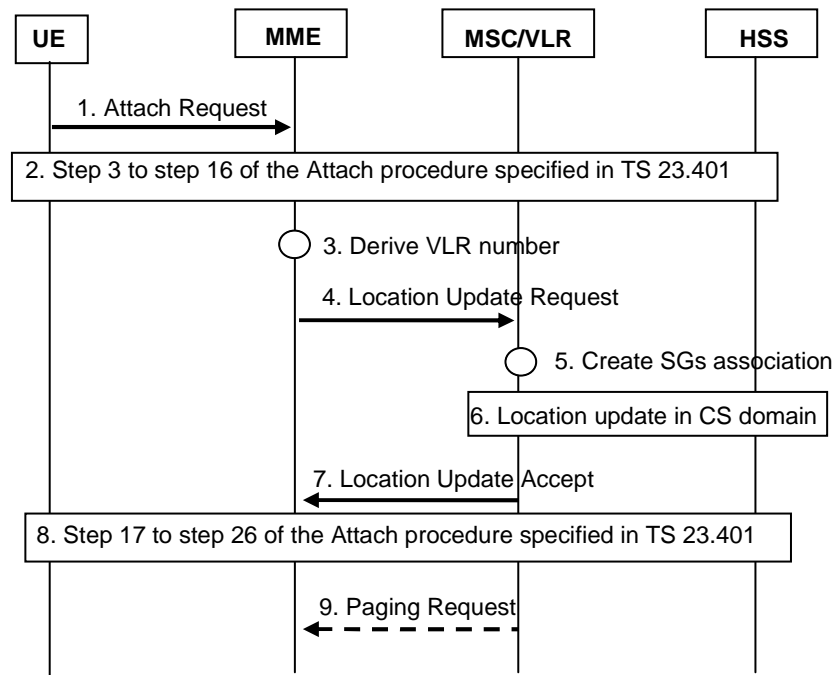 UE
MME
MSC/VLR
HSS
1. Attach Request
2. Step 3 to step 16 of the Attach procedure specified in TS 23.401
3. Derive VLR number
4. Location Update Request
5. Create SGs association
6. Location update in CS domain
7. Location Update Accept
8. Step 17 to step 26 of the Attach procedure specified in TS 23.401
9. Paging Request